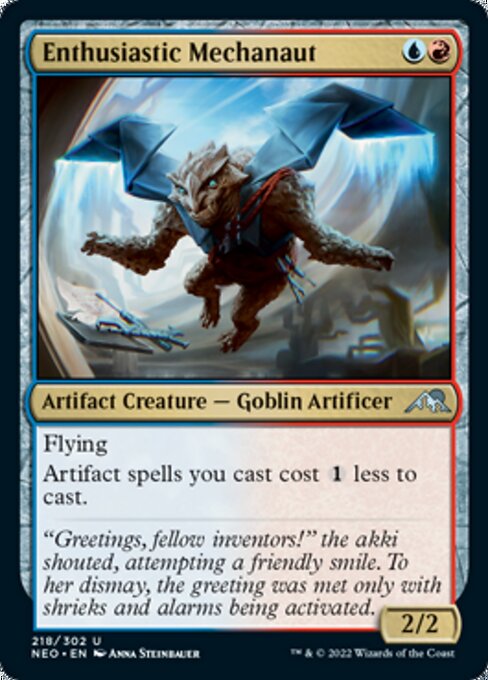 Enthusiastic Mechanaut
Artifact Creature — Goblin Artificer
Flying
Artifact spells you cast cost 1 less to
cast.
“Greetings, fellow inventors!” the akki
shouted, attempting a friendly smile. To
her dismay, the greeting was met only with
shrieks and alarms being activated.
2/2
218/302 U
NEO • EN Anna Steinbauer
™ & © 2022 Wizards of the Coast